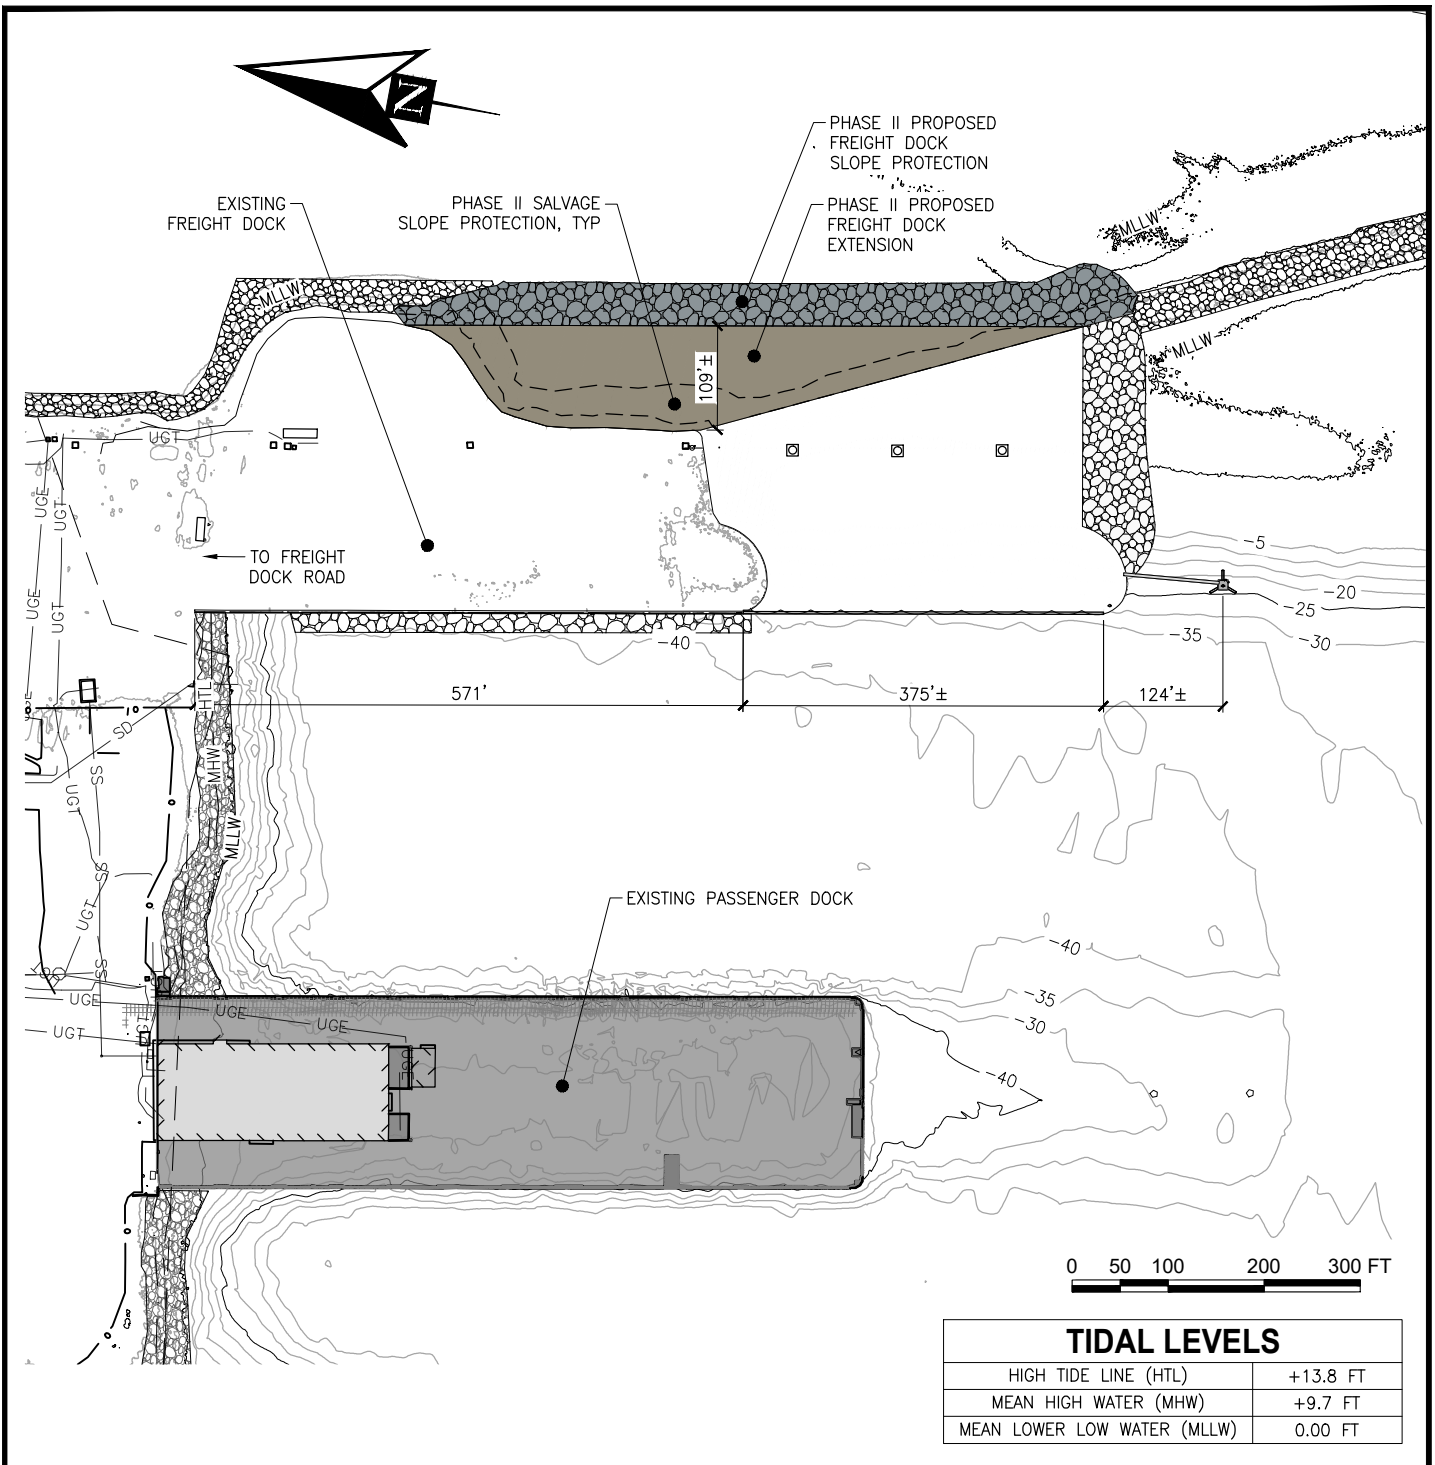 N
PHASE II PROPOSED
FREIGHT DOCK
SLOPE PROTECTION
EXISTING
FREIGHT DOCK
PHASE II SALVAGE
SLOPE PROTECTION, TYP
PHASE II PROPOSED
FREIGHT DOCK
EXTENSION
MLLW
MLLW
MLLW
109'±
UGT
UGE
UGT
TO FREIGHT
DOCK ROAD
UGE
UGT
-5
-20
-25
-30
-35
-40
571'
375'±
124'±
HTL
SD
MHW
SS
UGT
MLLW
SS
UGT
SS
EXISTING PASSENGER DOCK
-40
-35
-30
-40
UGE
UGE
UGE
UGT
0 50 100 200 300 FT
TIDAL LEVELS
HIGH TIDE LINE (HTL) +13.8 FT
MEAN HIGH WATER (MHW) +9.7 FT
MEAN LOWER LOW WATER (MLLW) 0.00 FT